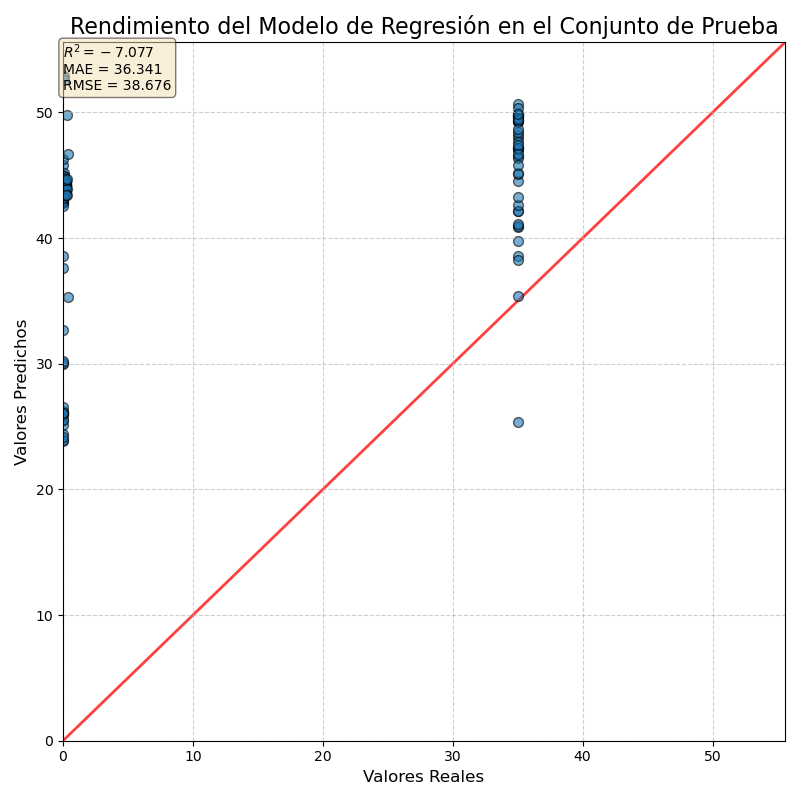 Rendimiento del Modelo de Regresión en el Conjunto de Prueba
R² = −7.077
MAE = 36.341
RMSE = 38.676
50
40
30
20
10
0
Valores Predichos
0 10 20 30 40 50
Valores Reales